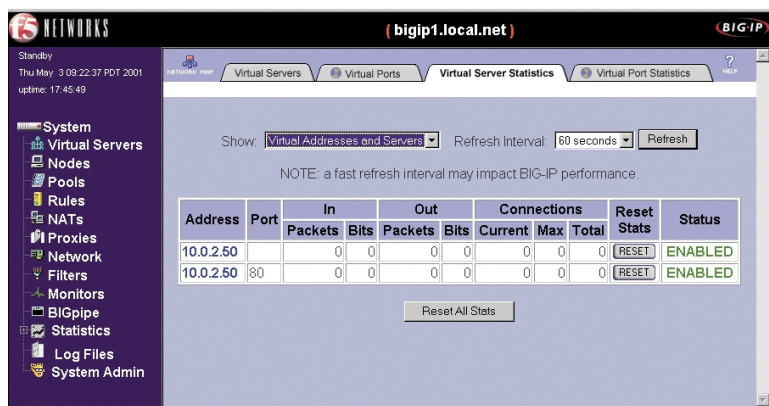 f5 NETWORKS
( bigip1.local.net )
BIG-IP
Standby
Thu May 3 09:22:37 PDT 2001
uptime: 17:45:49
NETWORK MAP
Virtual Servers
Virtual Ports
Virtual Server Statistics
Virtual Port Statistics
?
HELP
System
Virtual Servers
Nodes
Pools
Rules
NATs
Proxies
Network
Filters
Monitors
BIGpipe
Statistics
Log Files
System Admin
Show: Virtual Addresses and Servers Refresh Interval: 60 seconds Refresh
NOTE: a fast refresh interval may impact BIG-IP performance.
Address Port In Out Connections Reset Stats Status
Packets Bits Packets Bits Current Max Total
10.0.2.50 0 0 0 0 0 0 0 RESET ENABLED
10.0.2.50 80 0 0 0 0 0 0 0 RESET ENABLED
Reset All Stats